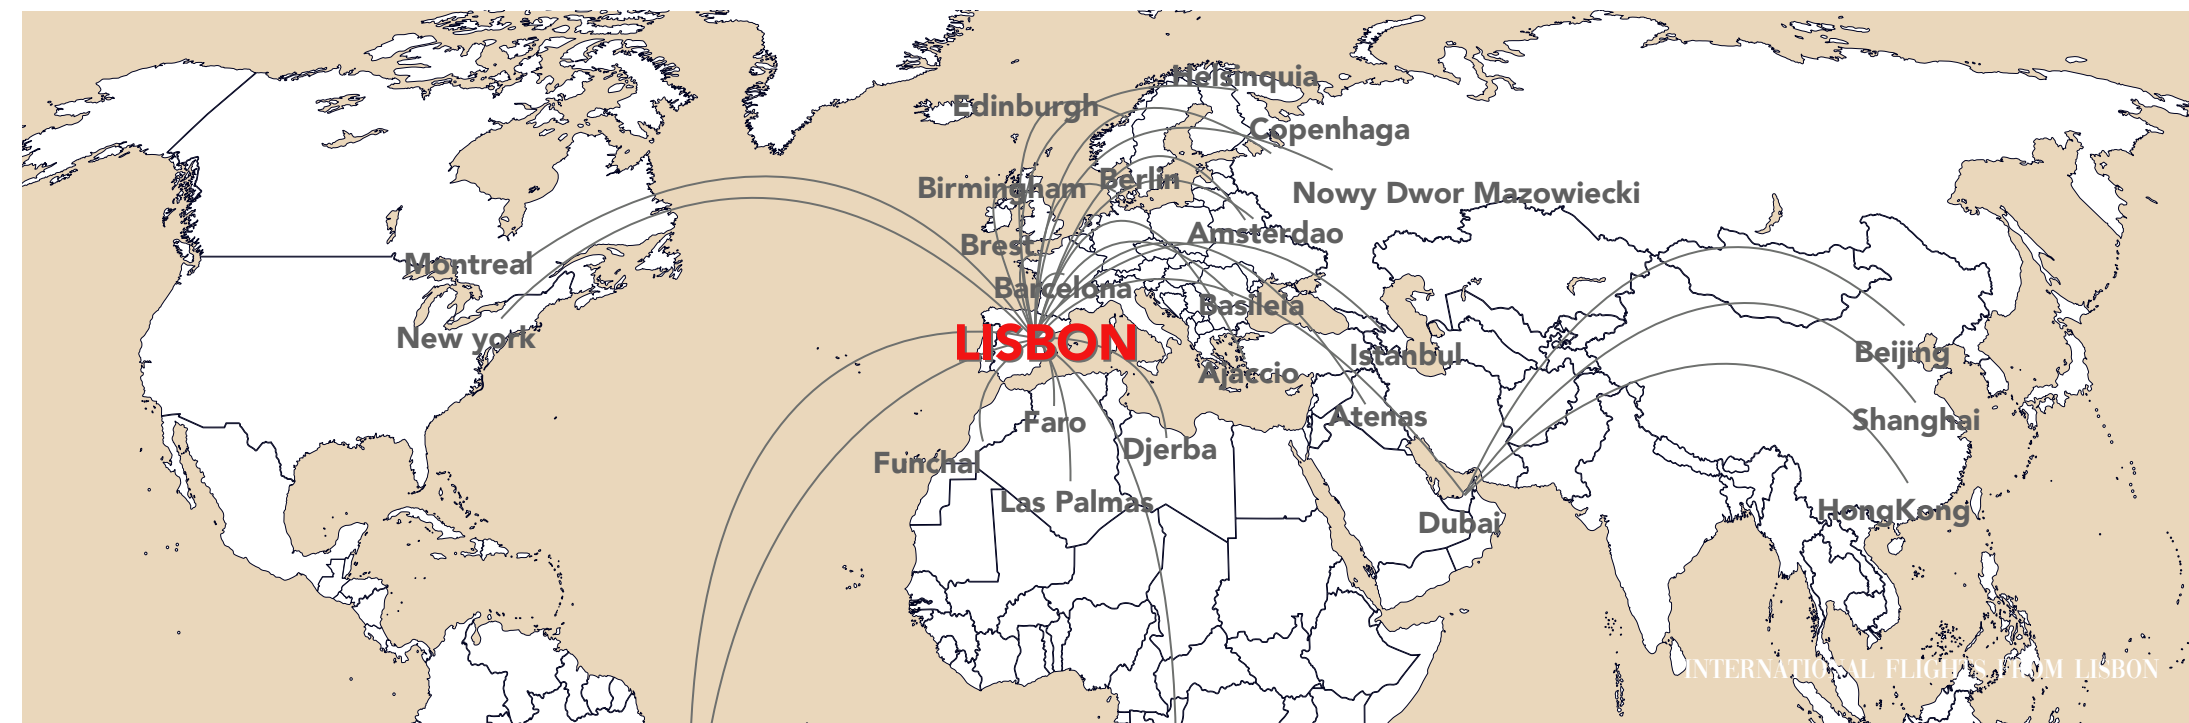 Helsinquia
Edinburgh
Copenhaga
Birmingham
Berlin
Nowy Dwor Mazowiecki
Brest
Amsterdao
Montreal
Barcelona
Basileia
New york
LISBON
Istanbul
Beijing
Ajaccio
Faro
Atenas
Shanghai
Funchal
Djerba
Las Palmas
Dubai
HongKong
INTERNATIONAL FLIGHTS FROM LISBON